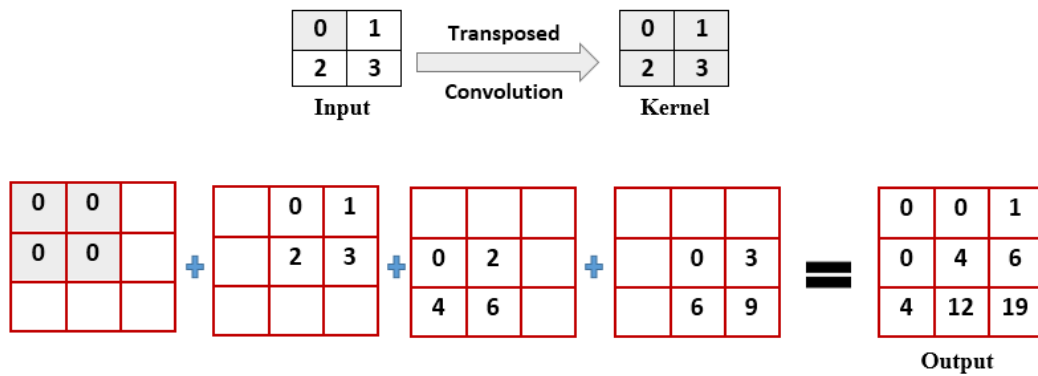 0 1
2 3
Input
Transposed
Convolution
0 1
2 3
Kernel
0 0
0 0
+
0 1
2 3
+
0 2
4 6
+
0 3
6 9
=
0 0 1
0 4 6
4 12 19
Output